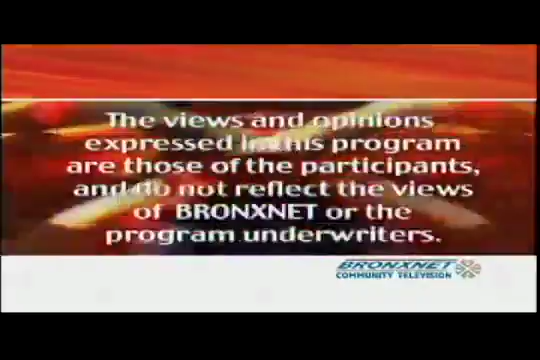 The views and opinions
expressed in this program
are those of the participants,
and do not reflect the views
of BRONXNET or the
program underwriters.
BRONXNET
COMMUNITY TELEVISION